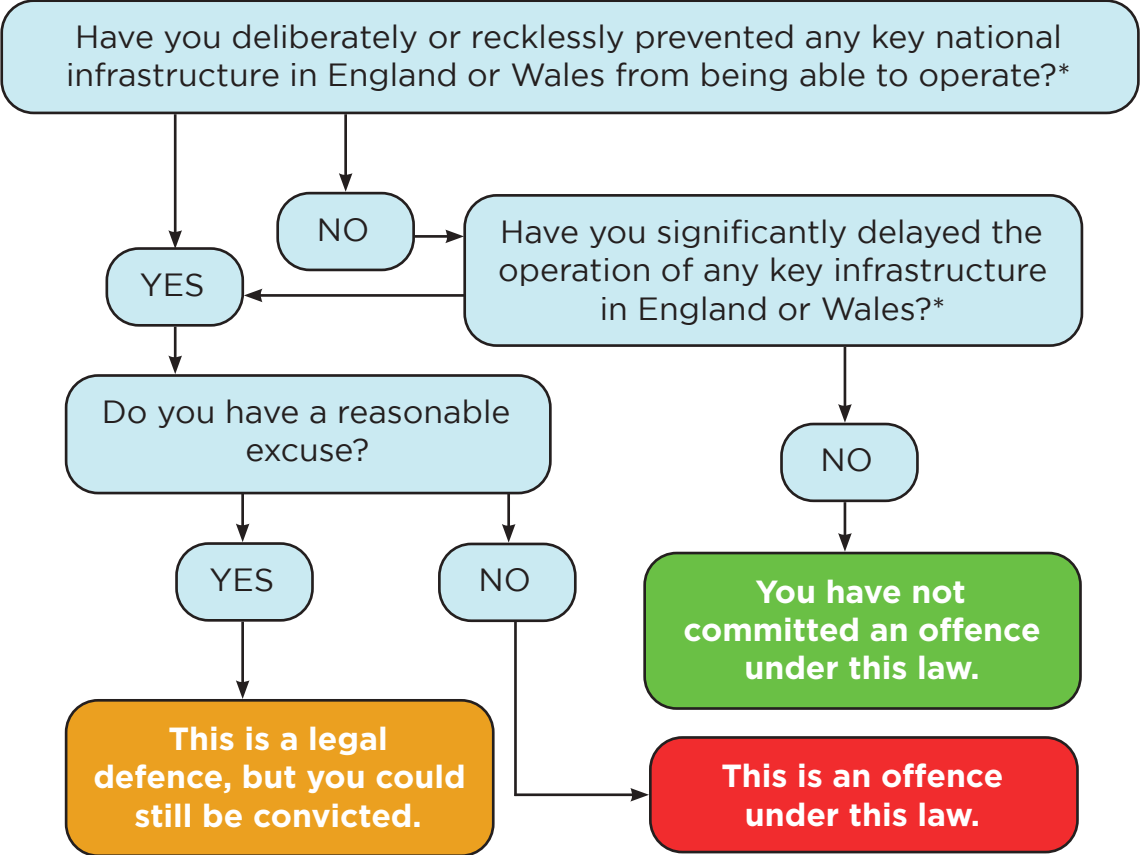 Have you deliberately or recklessly prevented any key national
infrastructure in England or Wales from being able to operate?*
NO
Have you significantly delayed the
operation of any key infrastructure
in England or Wales?*
YES
Do you have a reasonable
excuse?
NO
YES
NO
You have not
committed an offence
under this law.
This is a legal
defence, but you could
still be convicted.
This is an offence
under this law.